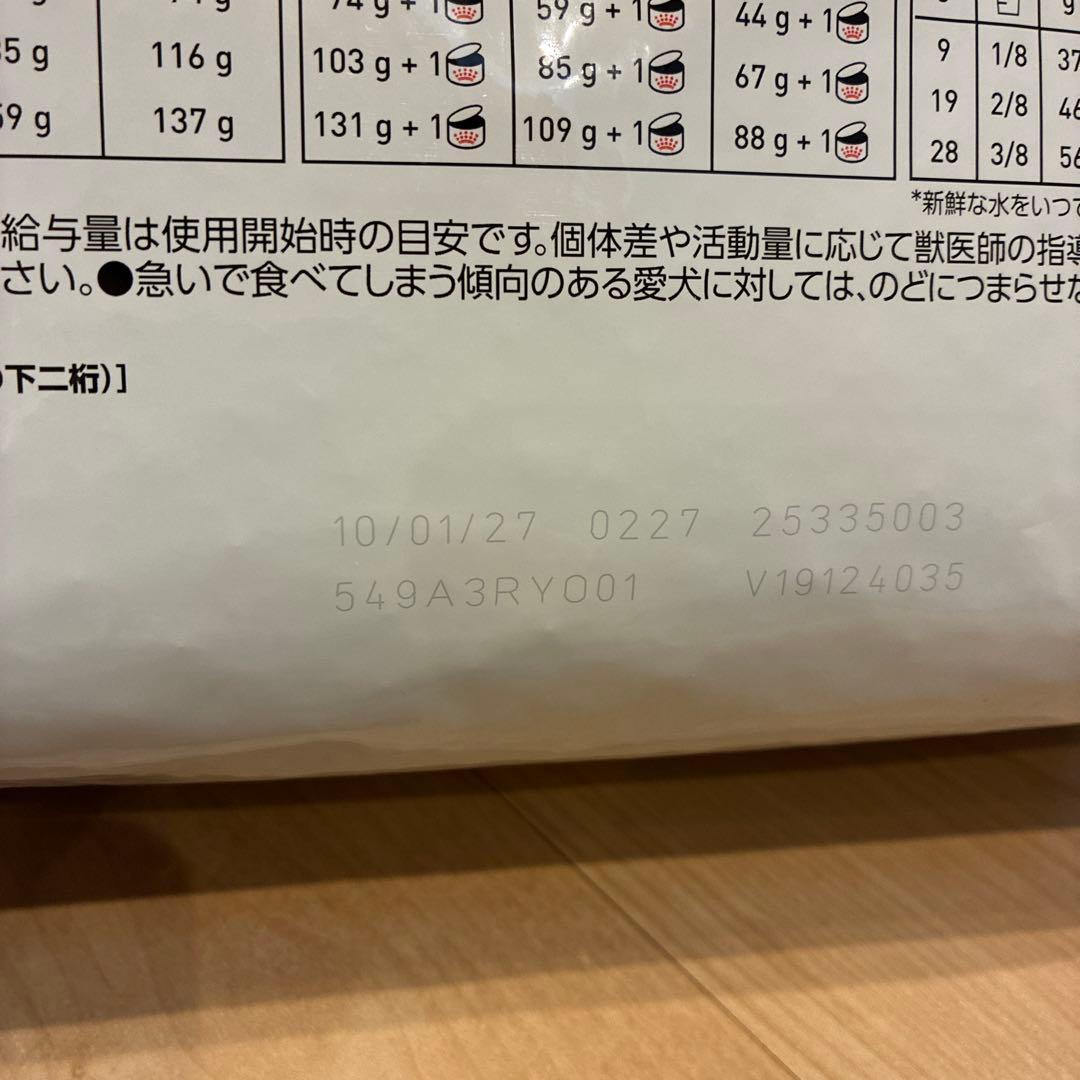 59 g + 1
44 g + 1
5 g 116 g 103 g + 1 85 g + 1 67 g + 1 9 1/8 37
9 g 137 g 131 g + 1 109 g + 1 88 g + 1 19 2/8 46
28 3/8 56
*新鮮な水をいつ
給与量は使用開始時の目安です。個体差や活動量に応じて獣医師の指導
さい。●急いで食べてしまう傾向のある愛犬に対しては、のどにつまらせな
下二桁)]
10/01/27 0227 25335003
549A3RYO01 V19124035